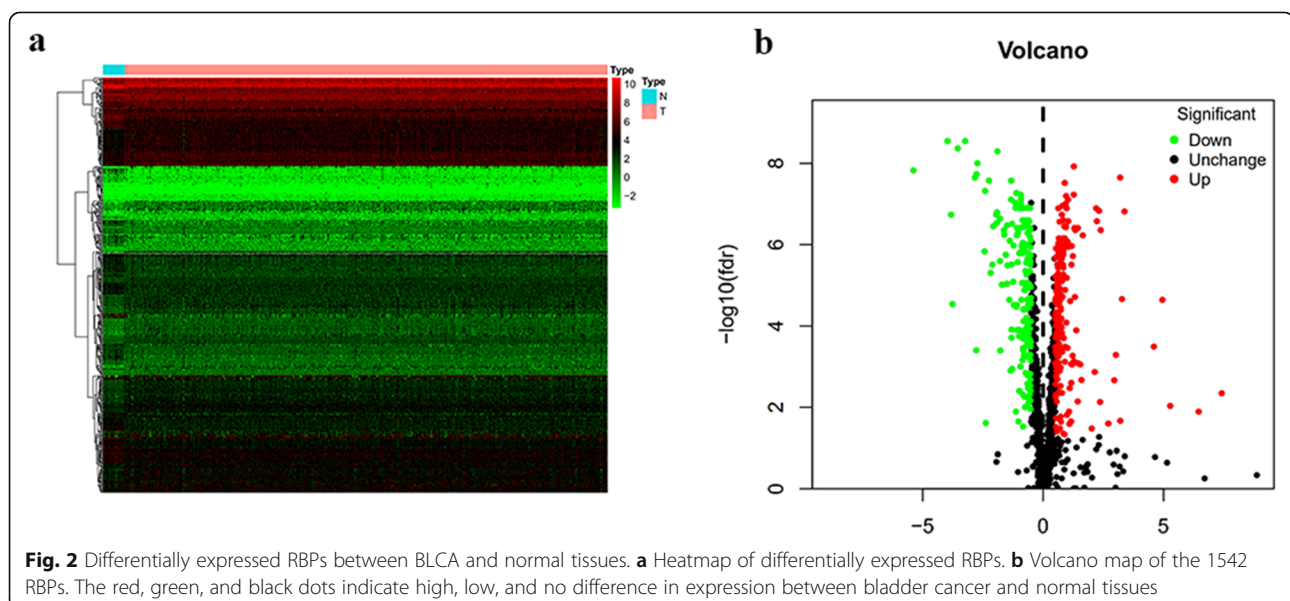 a
Type
10
8
6
4
2
0
−2
Type
N
T
b
Volcano
Significant
Down
Unchange
Up
−log10(fdr)
8
6
4
2
0
−5
0
5
Fig. 2 Differentially expressed RBPs between BLCA and normal tissues. a Heatmap of differentially expressed RBPs. b Volcano map of the 1542
RBPs. The red, green, and black dots indicate high, low, and no difference in expression between bladder cancer and normal tissues